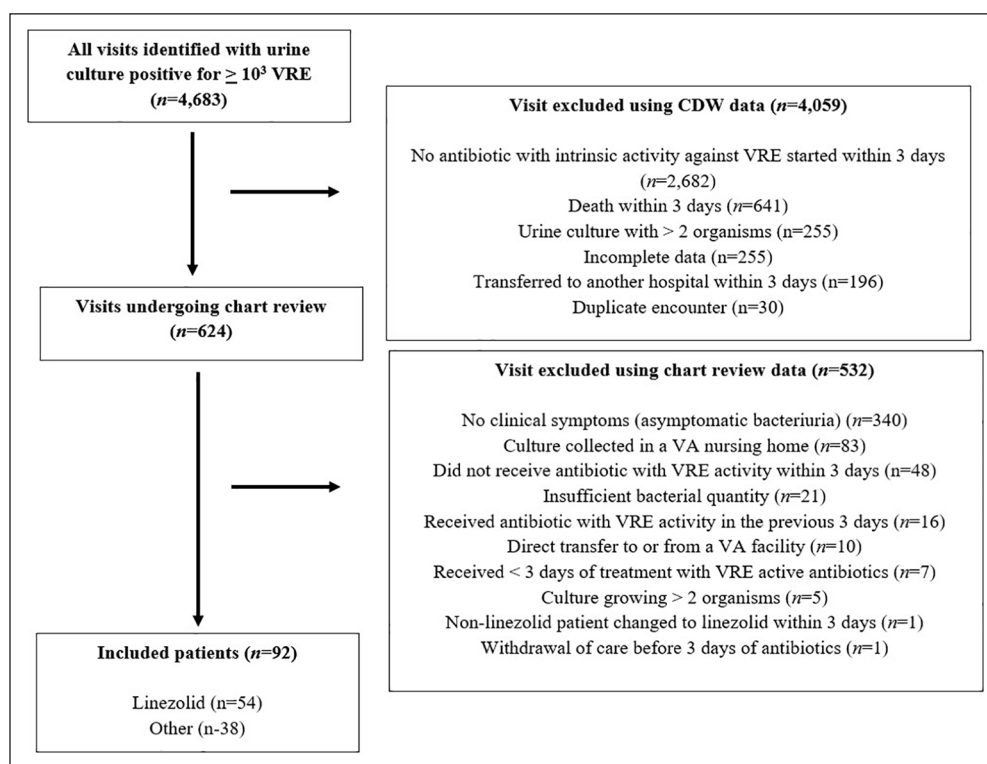 All visits identified with urine
culture positive for ≥ 10³ VRE
(n=4,683)
Visit excluded using CDW data (n=4,059)
No antibiotic with intrinsic activity against VRE started within 3 days
(n=2,682)
Death within 3 days (n=641)
Urine culture with > 2 organisms (n=255)
Incomplete data (n=255)
Transferred to another hospital within 3 days (n=196)
Duplicate encounter (n=30)
Visits undergoing chart review
(n=624)
Visit excluded using chart review data (n=532)
No clinical symptoms (asymptomatic bacteriuria) (n=340)
Culture collected in a VA nursing home (n=83)
Did not receive antibiotic with VRE activity within 3 days (n=48)
Insufficient bacterial quantity (n=21)
Received antibiotic with VRE activity in the previous 3 days (n=16)
Direct transfer to or from a VA facility (n=10)
Received < 3 days of treatment with VRE active antibiotics (n=7)
Culture growing > 2 organisms (n=5)
Non-linezolid patient changed to linezolid within 3 days (n=1)
Withdrawal of care before 3 days of antibiotics (n=1)
Included patients (n=92)
Linezolid (n=54)
Other (n-38)